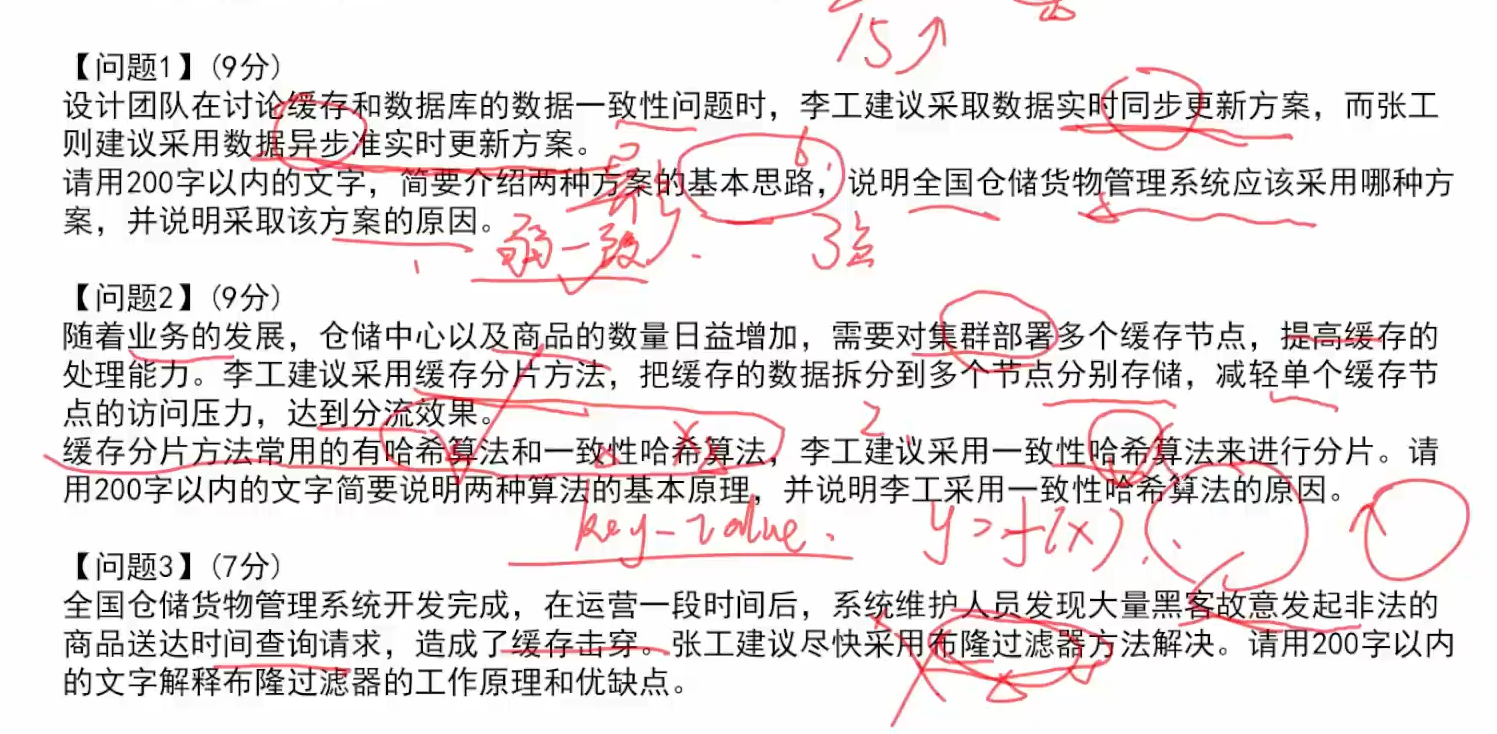 15
【问题1】(9分)
设计团队在讨论缓存和数据库的数据一致性问题时，李工建议采取数据实时同步更新方案，而张工
则建议采用数据异步准实时更新方案。
请用200字以内的文字，简要介绍两种方案的基本思路，说明全国仓储货物管理系统应该采用哪种方
案，并说明采取该方案的原因。
弱一致
3点
【问题2】(9分)
随着业务的发展，仓储中心以及商品的数量日益增加，需要对集群部署多个缓存节点，提高缓存的
处理能力。李工建议采用缓存分片方法，把缓存的数据拆分到多个节点分别存储，减轻单个缓存节
点的访问压力，达到分流效果。
缓存分片方法常用的有哈希算法和一致性哈希算法，李工建议采用一致性哈希算法来进行分片。请
用200字以内的文字简要说明两种算法的基本原理，并说明李工采用一致性哈希算法的原因。
key-value. y=f(x)
【问题3】(7分)
全国仓储货物管理系统开发完成，在运营一段时间后，系统维护人员发现大量黑客故意发起非法的
商品送达时间查询请求，造成了缓存击穿。张工建议尽快采用布隆过滤器方法解决。请用200字以内
的文字解释布隆过滤器的工作原理和优缺点。